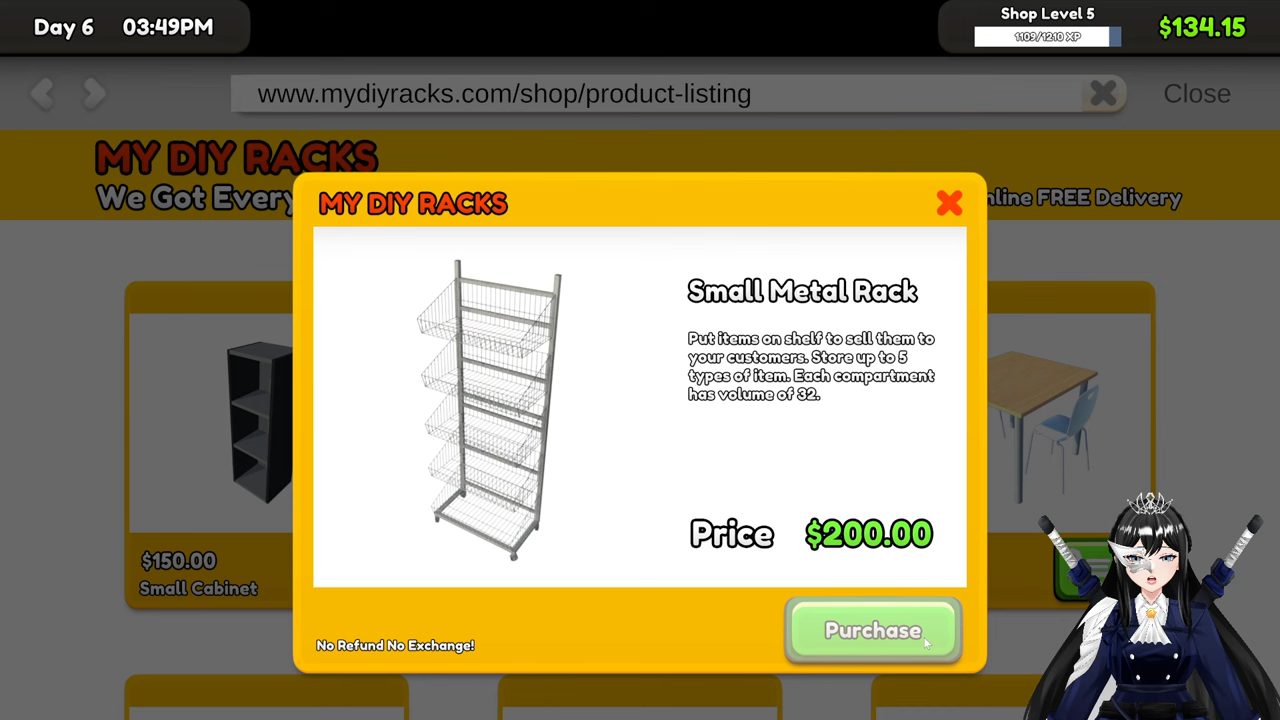 Day 6 03:49PM
Shop Level 5
1109/1210 XP
$134.15
www.mydiyracks.com/shop/product-listing
Close
MY DIY RACKS
We Got Every
nline FREE Delivery
MY DIY RACKS
Small Metal Rack
Put items on shelf to sell them to
your customers. Store up to 5
types of item. Each compartment
has volume of 32.
Price $200.00
$150.00
Small Cabinet
No Refund No Exchange!
Purchase